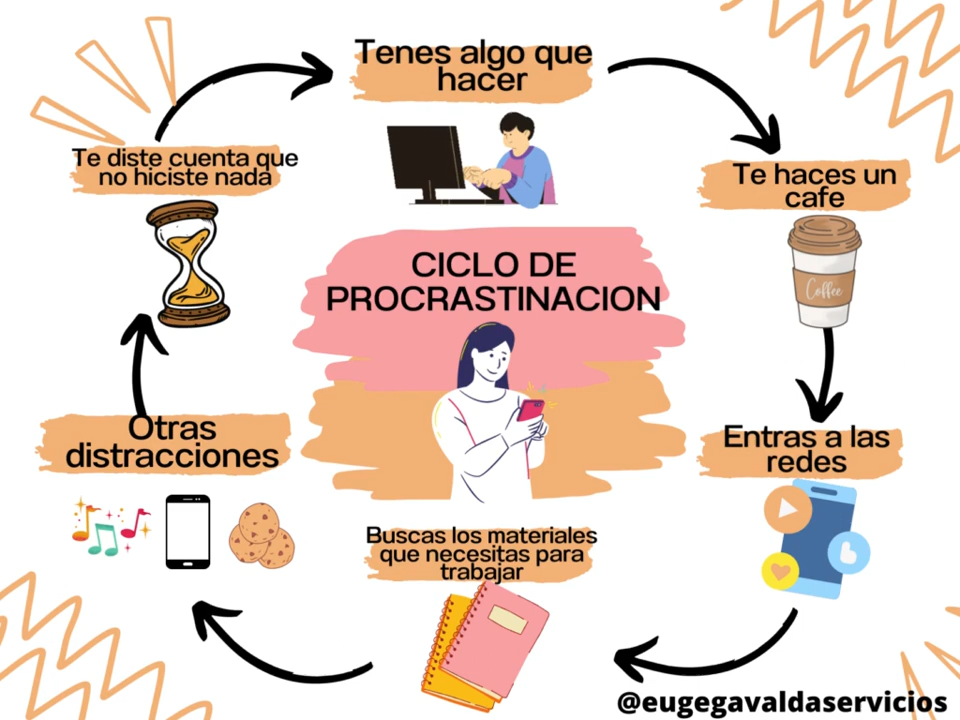 Tenes algo que
hacer
Te haces un
cafe
Coffee
Entras a las
redes
Buscas los materiales
que necesitas para
trabajar
Otras
distracciones
Te diste cuenta que
no hiciste nada
CICLO DE
PROCRASTINACION
@eugegavaldaservicios